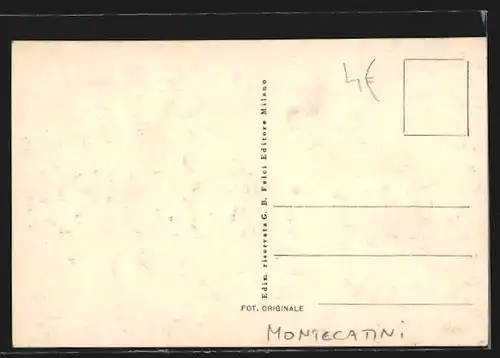 4€
Ediz. riservata G. B. Falci Editore Milano
FOT. ORIGINALE
MONTECATINI